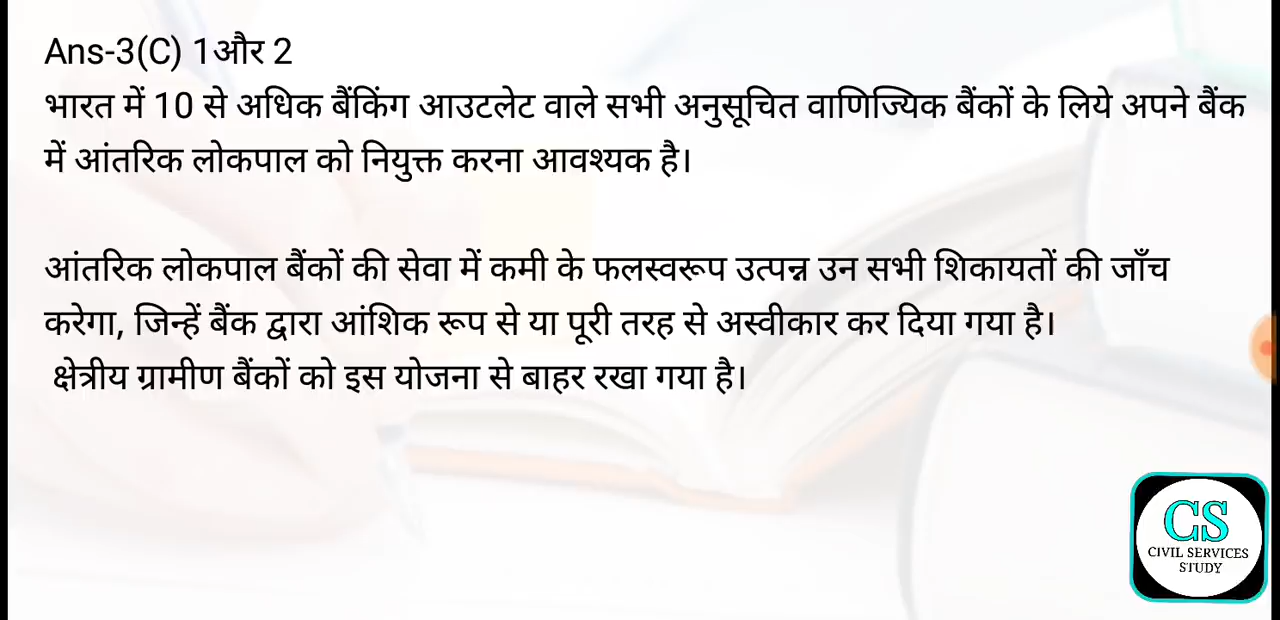 Ans-3(C) 1और 2
भारत में 10 से अधिक बैंकिंग आउटलेट वाले सभी अनुसूचित वाणिज्यिक बैंकों के लिये अपने बैंक
में आंतरिक लोकपाल को नियुक्त करना आवश्यक है।
आंतरिक लोकपाल बैंकों की सेवा में कमी के फलस्वरूप उत्पन्न उन सभी शिकायतों की जाँच
करेगा, जिन्हें बैंक द्वारा आंशिक रूप से या पूरी तरह से अस्वीकार कर दिया गया है।
क्षेत्रीय ग्रामीण बैंकों को इस योजना से बाहर रखा गया है।
CS
CIVIL SERVICES
STUDY